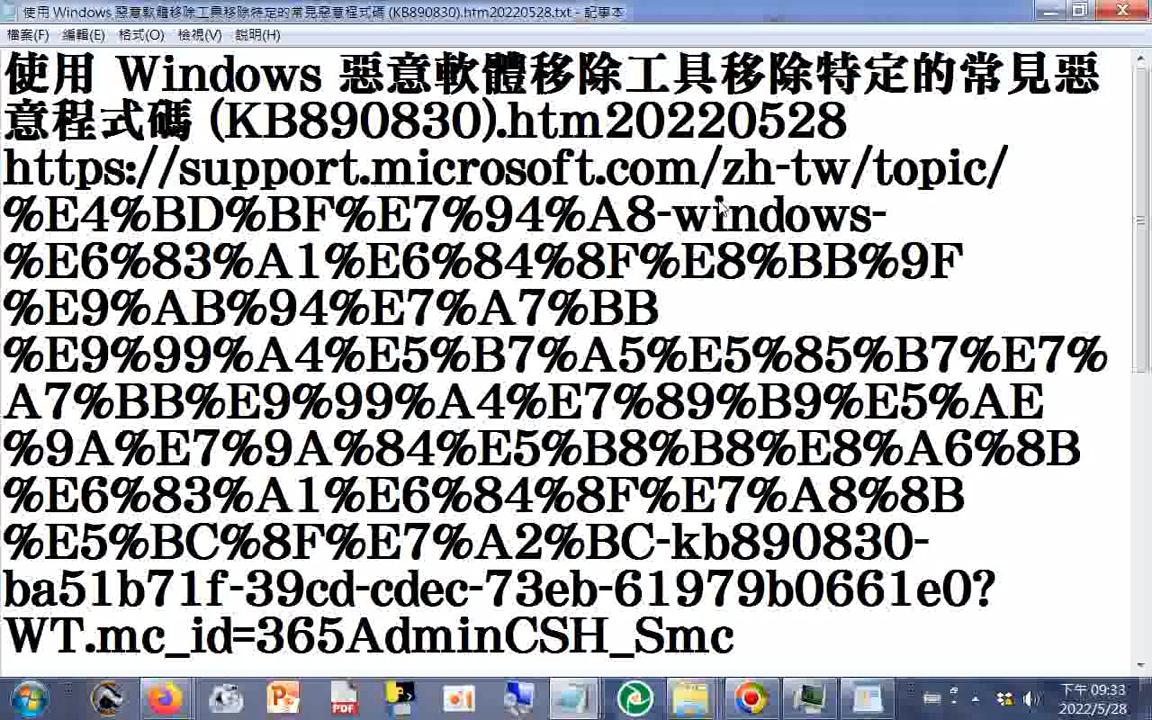 使用 Windows 惡意軟體移除工具移除特定的常見惡意程式碼 (KB890830).htm20220528.txt - 記事本
檔案(F) 編輯(E) 格式(O) 檢視(V) 說明(H)
使用 Windows 惡意軟體移除工具移除特定的常見惡
意程式碼 (KB890830).htm20220528
https://support.microsoft.com/zh-tw/topic/
%E4%BD%BF%E7%94%A8-windows-
%E6%83%A1%E6%84%8F%E8%BB%9F
%E9%AB%94%E7%A7%BB
%E9%99%A4%E5%B7%A5%E5%85%B7%E7%
A7%BB%E9%99%A4%E7%89%B9%E5%AE
%9A%E7%9A%84%E5%B8%B8%E8%A6%8B
%E6%83%A1%E6%84%8F%E7%A8%8B
%E5%BC%8F%E7%A2%BC-kb890830-
ba51b71f-39cd-cdec-73eb-61979b0661e0?
WT.mc_id=365AdminCSH_Smc
PDF
下午 09:33
2022/5/28